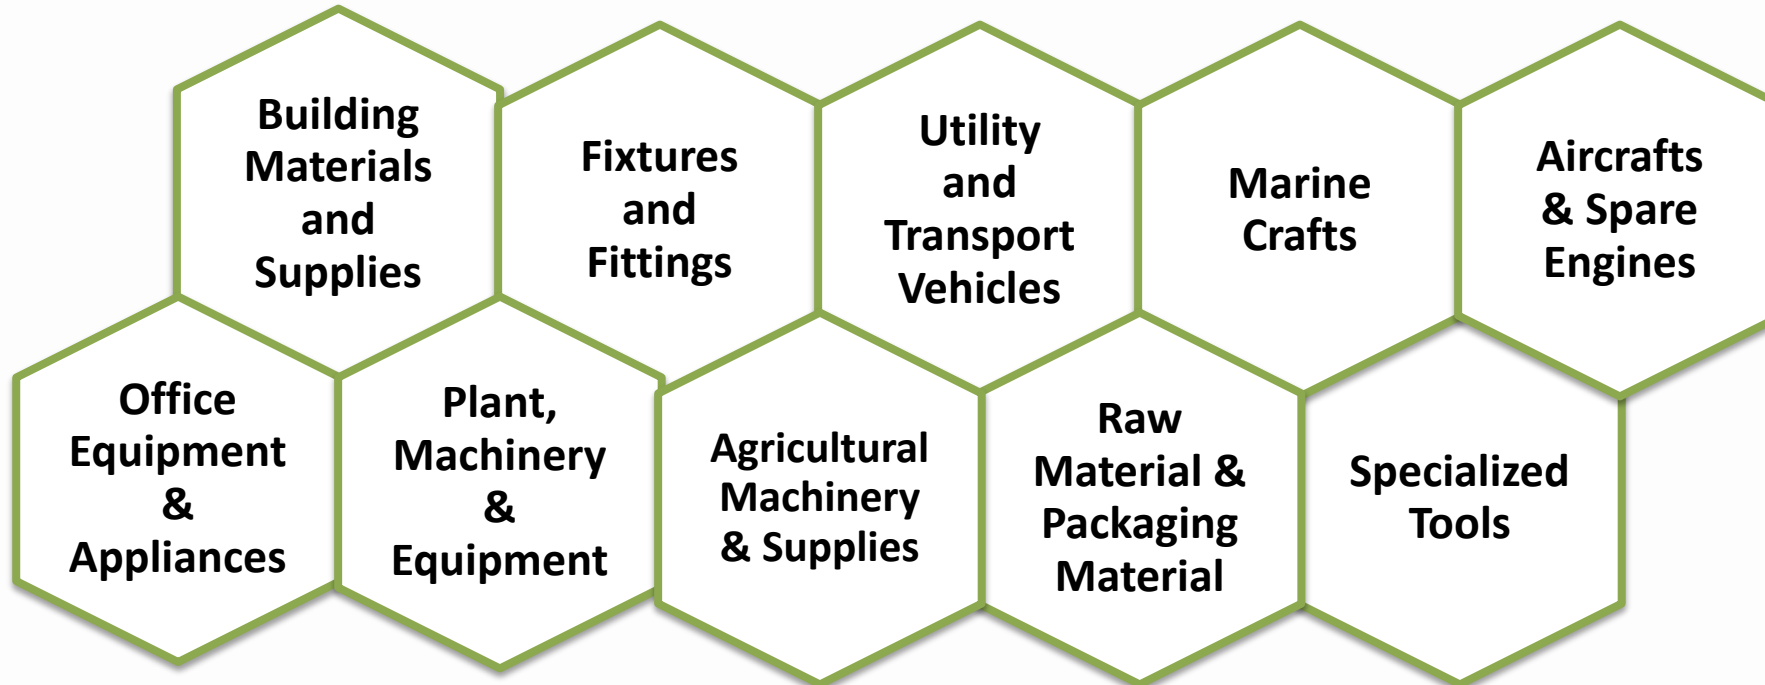 Building
Materials
and
Supplies
Fixtures
and
Fittings
Utility
and
Transport
Vehicles
Marine
Crafts
Aircrafts
& Spare
Engines
Office
Equipment
&
Appliances
Plant,
Machinery
&
Equipment
Agricultural
Machinery
& Supplies
Raw
Material &
Packaging
Material
Specialized
Tools